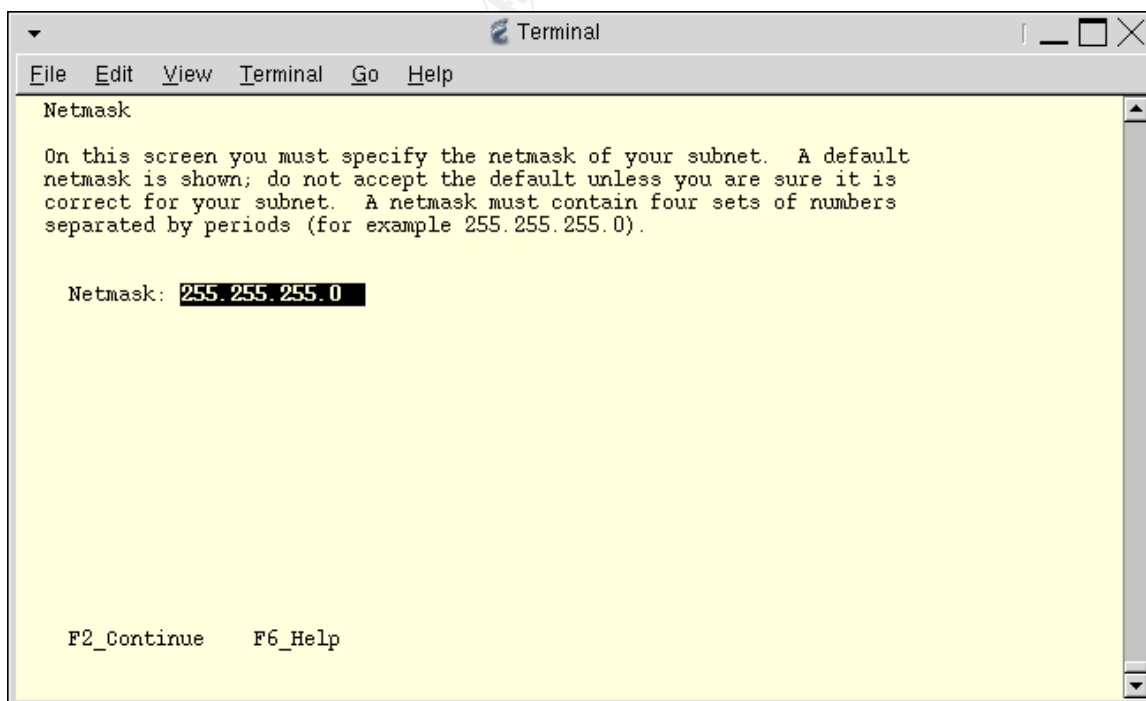 Terminal
File Edit View Terminal Go Help
Netmask
On this screen you must specify the netmask of your subnet. A default
netmask is shown; do not accept the default unless you are sure it is
correct for your subnet. A netmask must contain four sets of numbers
separated by periods (for example 255.255.255.0).
Netmask: 255.255.255.0
F2_Continue F6_Help